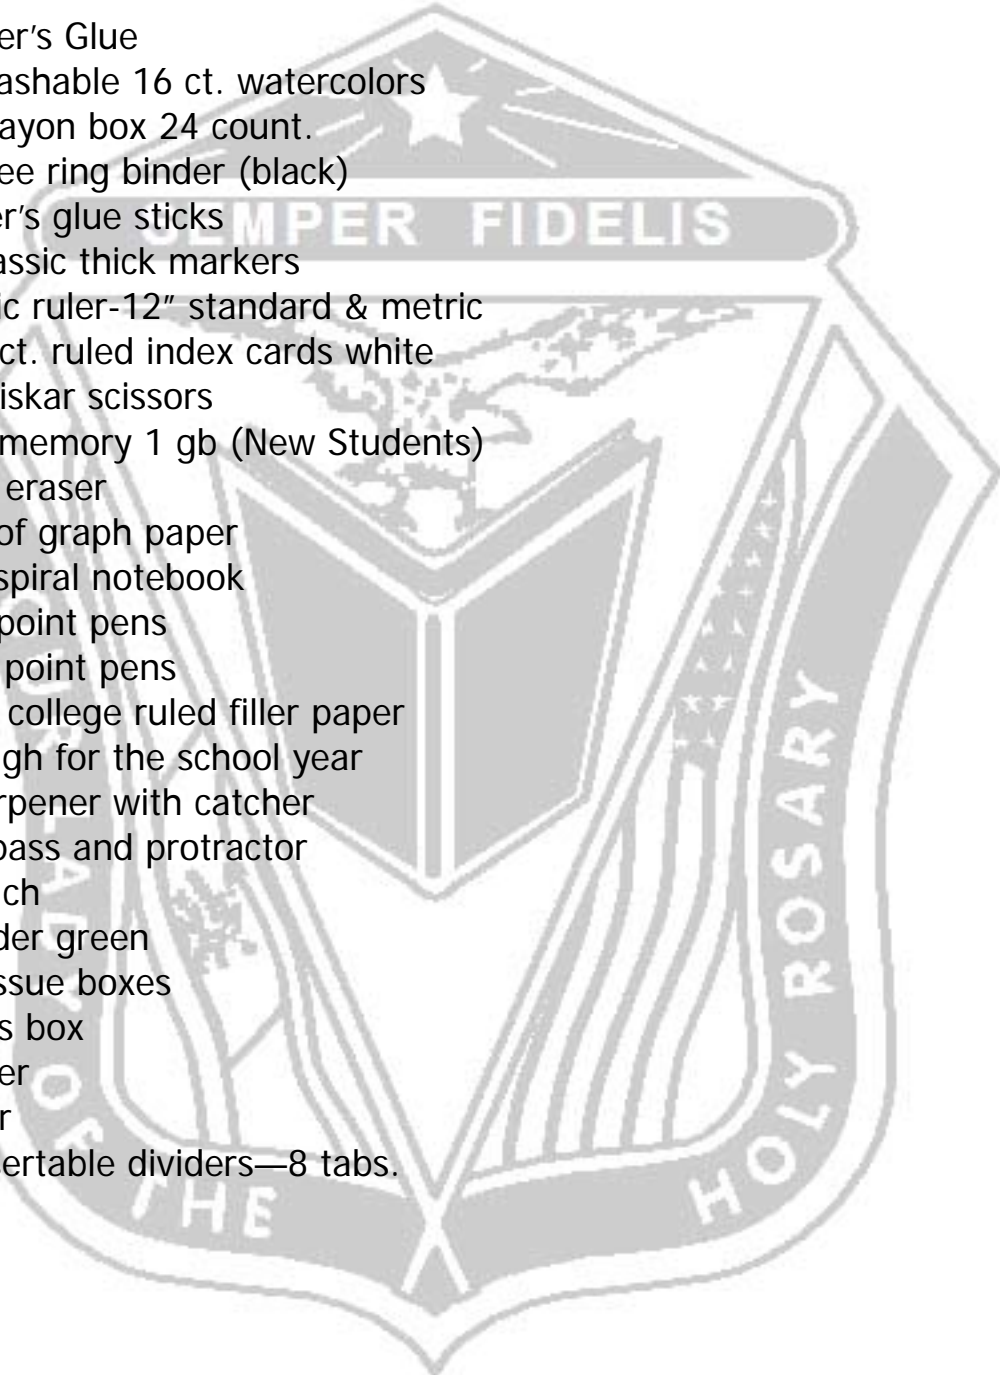 er's Glue
ashable 16 ct. watercolors
ayon box 24 count.
ee ring binder (black)
er's glue sticks
assic thick markers
ic ruler-12" standard & metric
ct. ruled index cards white
iskar scissors
memory 1 gb (New Students)
eraser
of graph paper
spiral notebook
point pens
point pens
college ruled filler paper
gh for the school year
rpener with catcher
pass and protractor
ch
der green
ssue boxes
s box
er
r
ertable dividers—8 tabs.
SEMPER FIDELIS
OUR LADY OF THE HOLY ROSARY